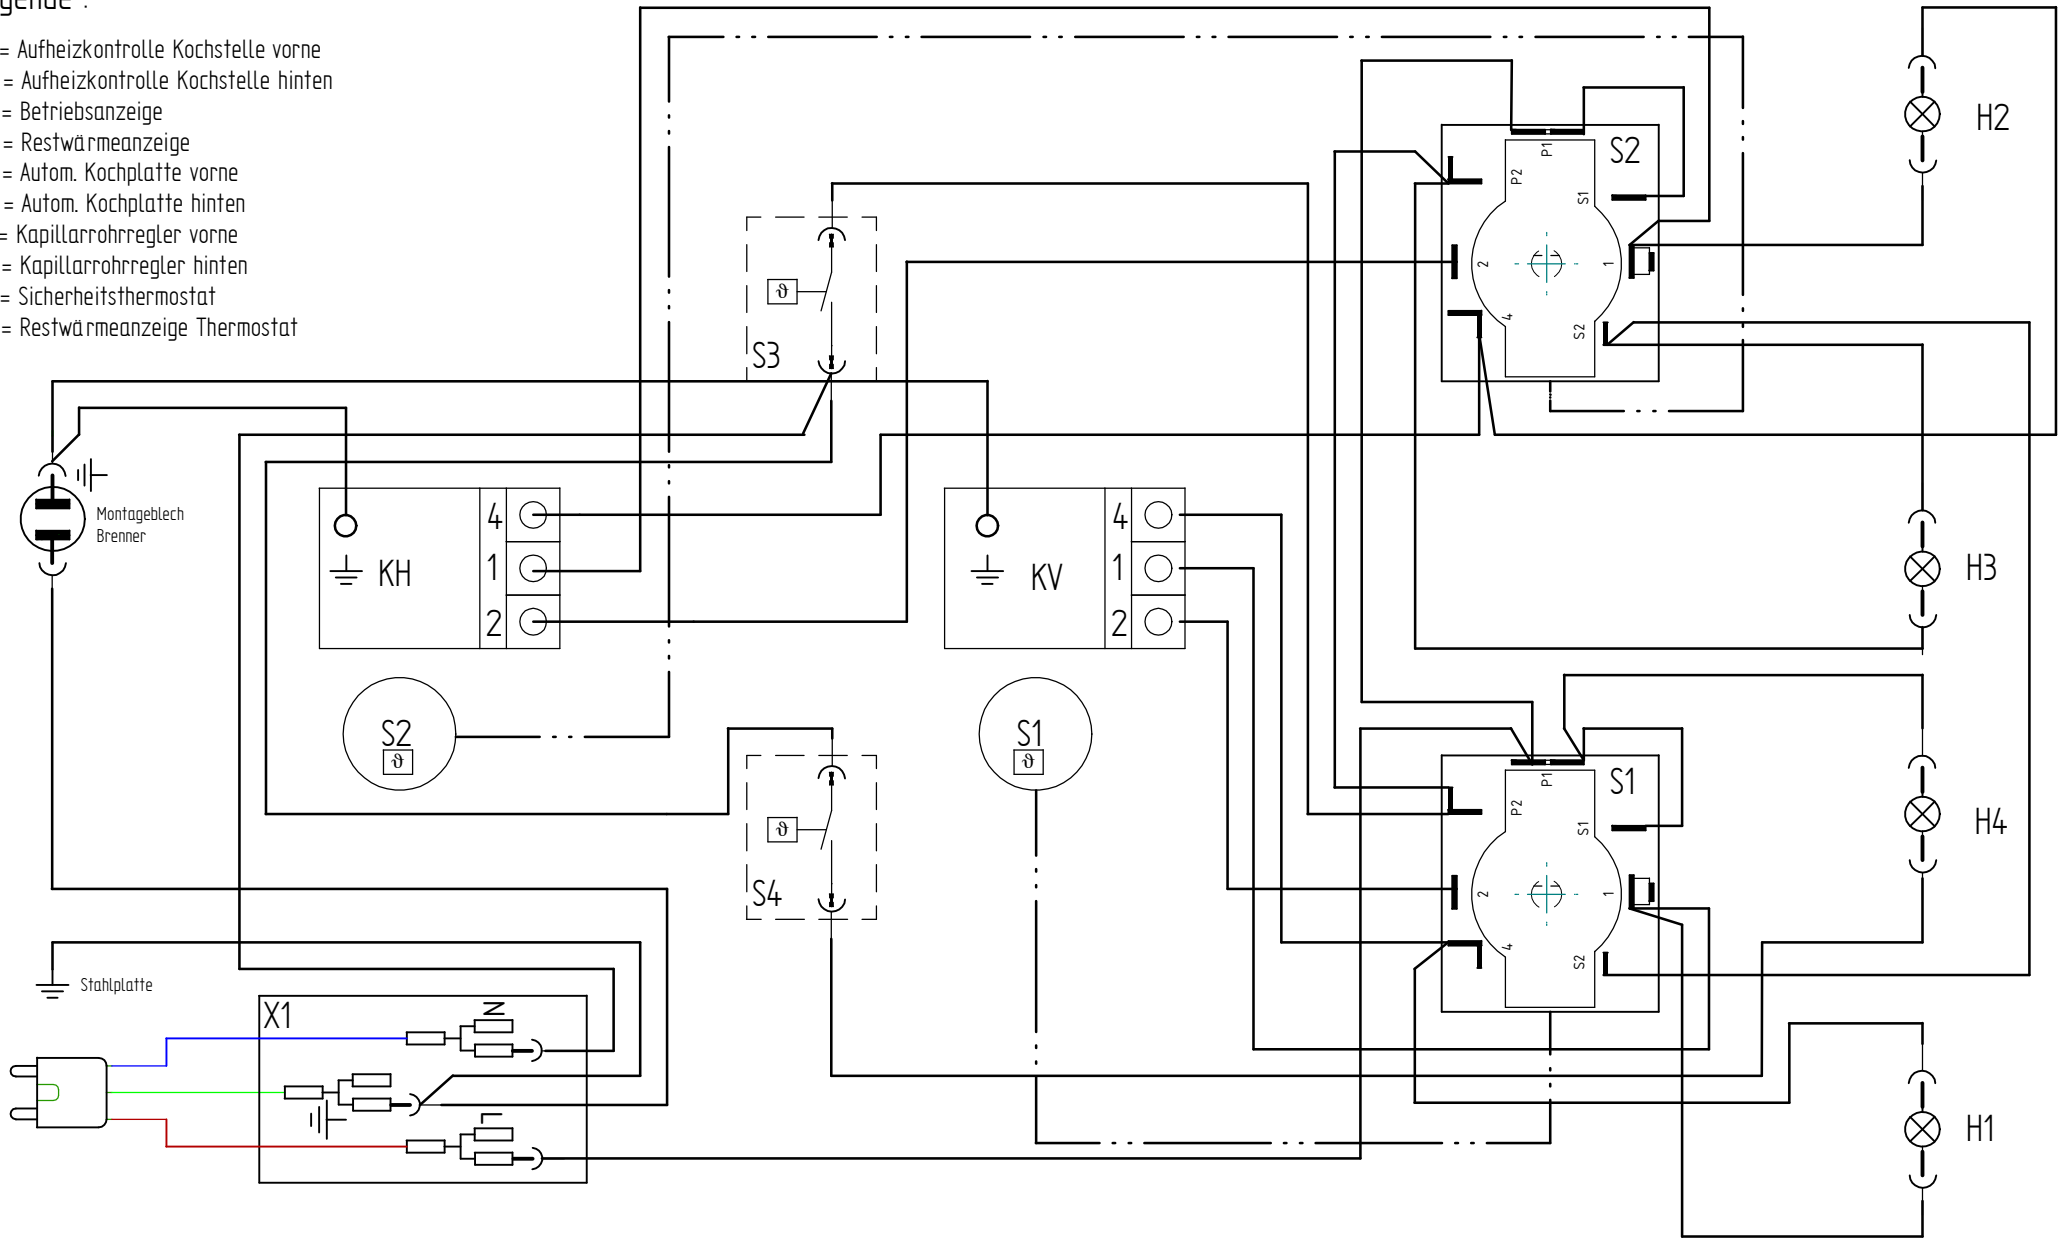 = Aufheizkontrolle Kochstelle vorne
= Aufheizkontrolle Kochstelle hinten
= Betriebsanzeige
= Restwärmeanzeige
= Autom. Kochplatte vorne
= Autom. Kochplatte hinten
= Kapillarrohrregler vorne
= Kapillarrohrregler hinten
= Sicherheitsthermostat
= Restwärmeanzeige Thermostat
S3
ϑ
S2
P1
P2
S1
2
1
4
S2
H2
Montageblech
Brenner
KH
4
1
2
KV
4
1
2
H3
S2
ϑ
S1
ϑ
S4
ϑ
S1
P1
P2
S1
2
1
4
S2
H4
Stahlplatte
X1
N
L
H1